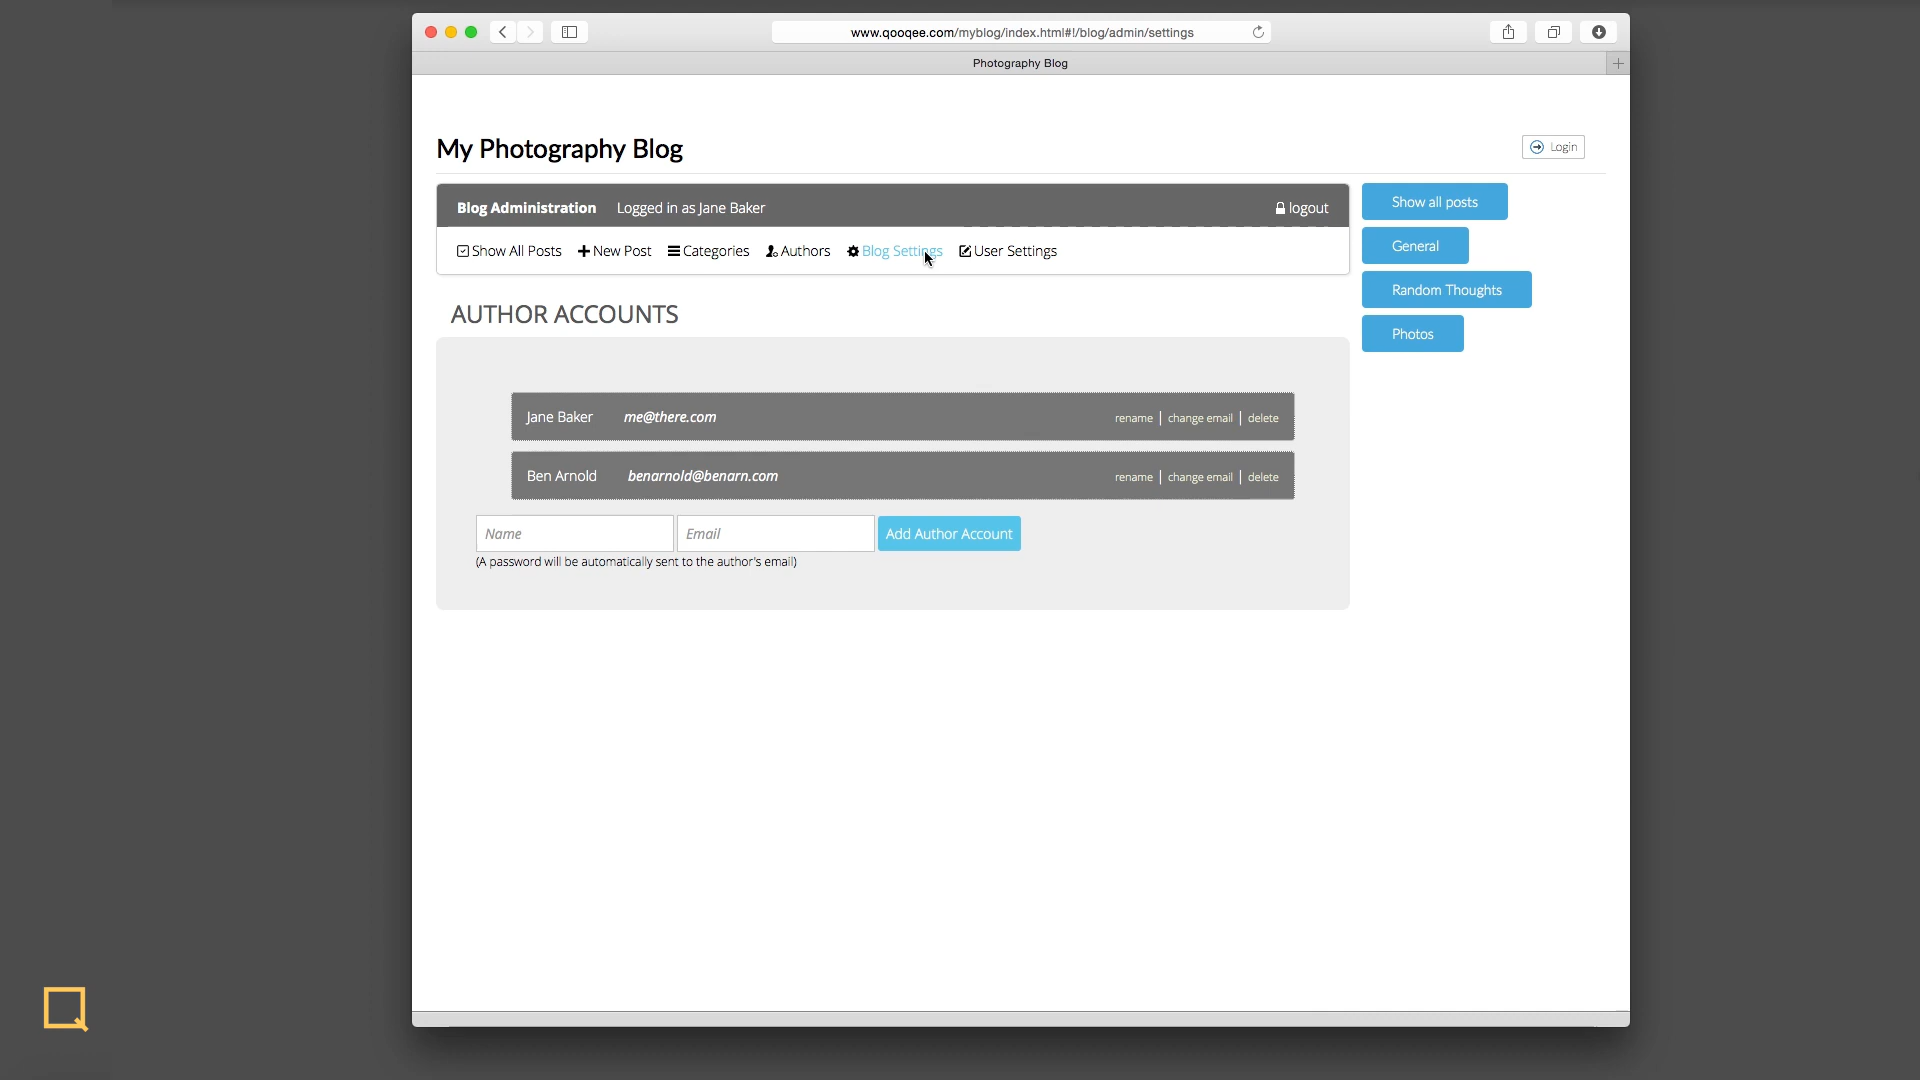 www.qooqee.com/myblog/index.html#!/blog/admin/settings
Photography Blog
My Photography Blog
Login
Blog Administration Logged in as Jane Baker logout
Show All Posts New Post Categories Authors Blog Settings User Settings
Show all posts
General
Random Thoughts
Photos
AUTHOR ACCOUNTS
Jane Baker me@there.com rename | change email | delete
Ben Arnold benarnold@benarn.com rename | change email | delete
Name Email Add Author Account
(A password will be automatically sent to the author's email)